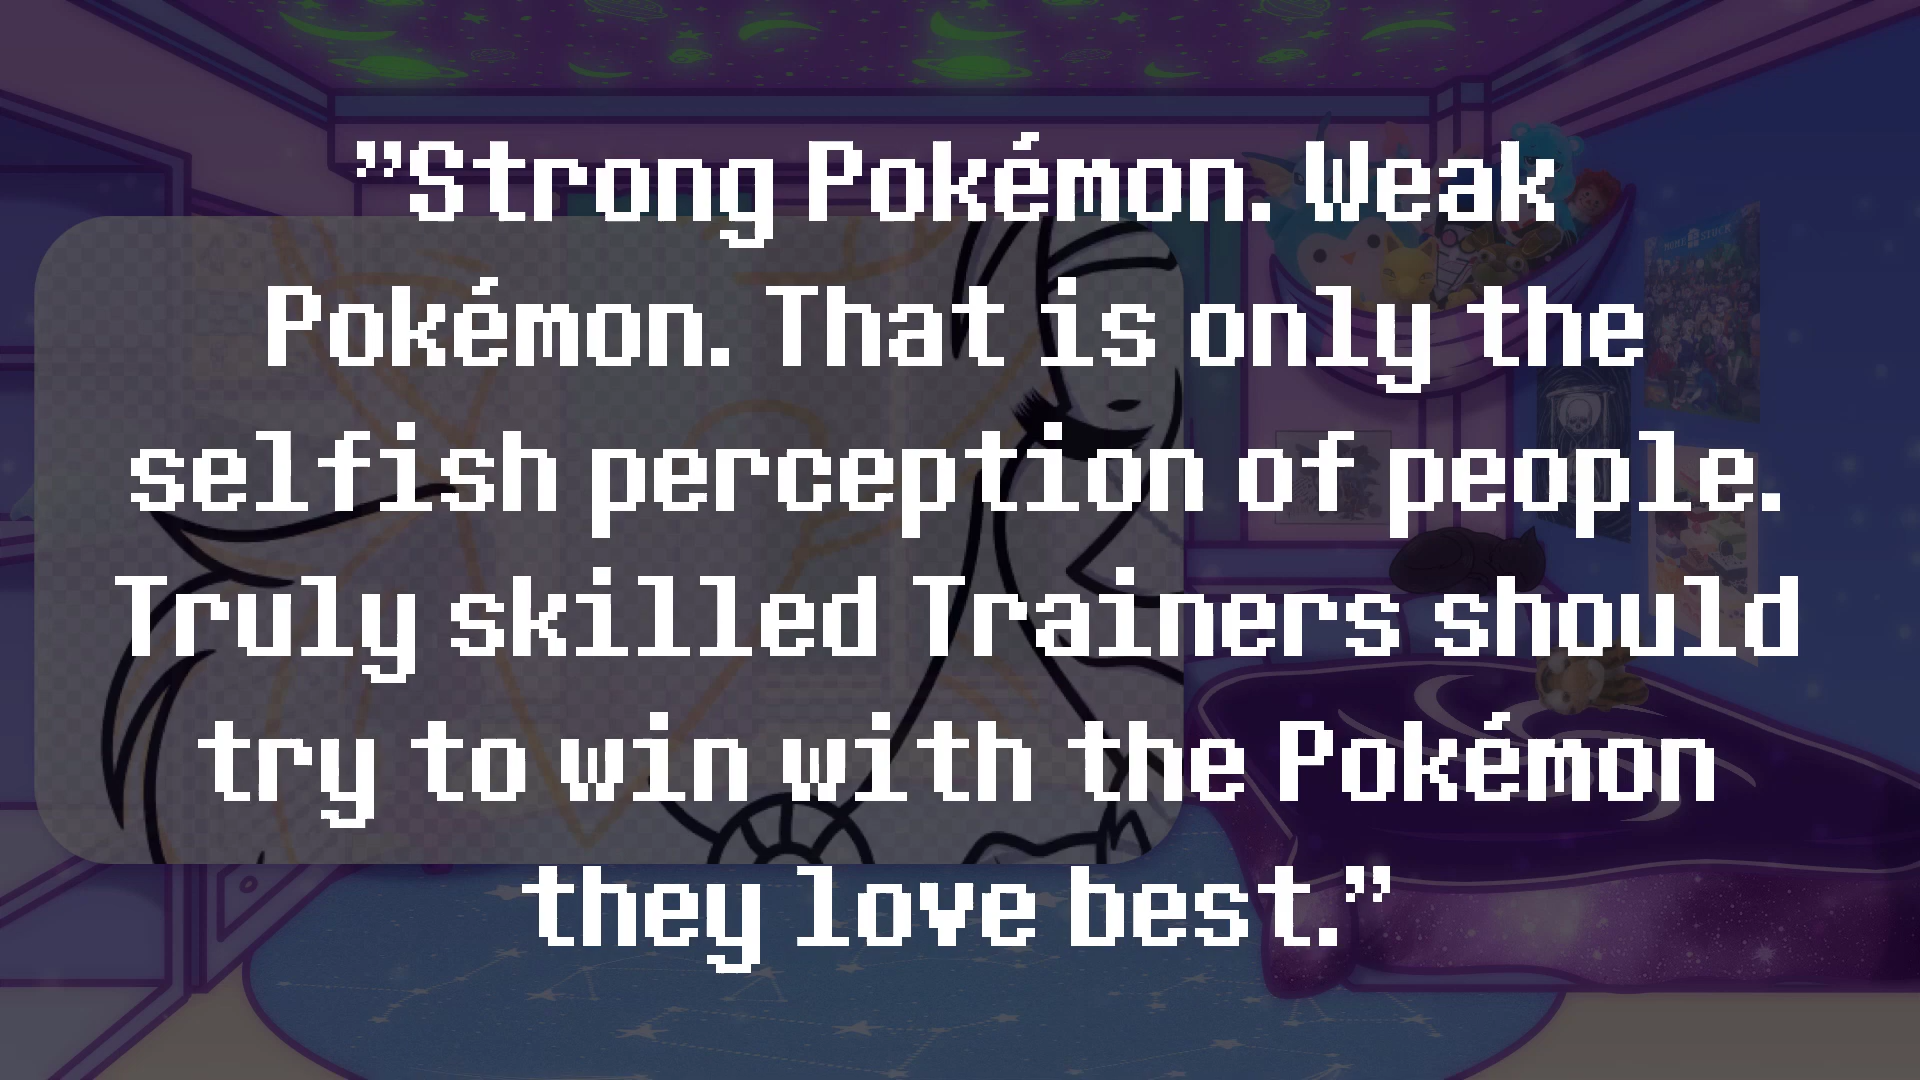 ”Strong Pokémon. Weak
Pokémon. That is only the
selfish perception of people.
Truly skilled Trainers should
try to win with the Pokémon
they love best.”
HOMESTUCK